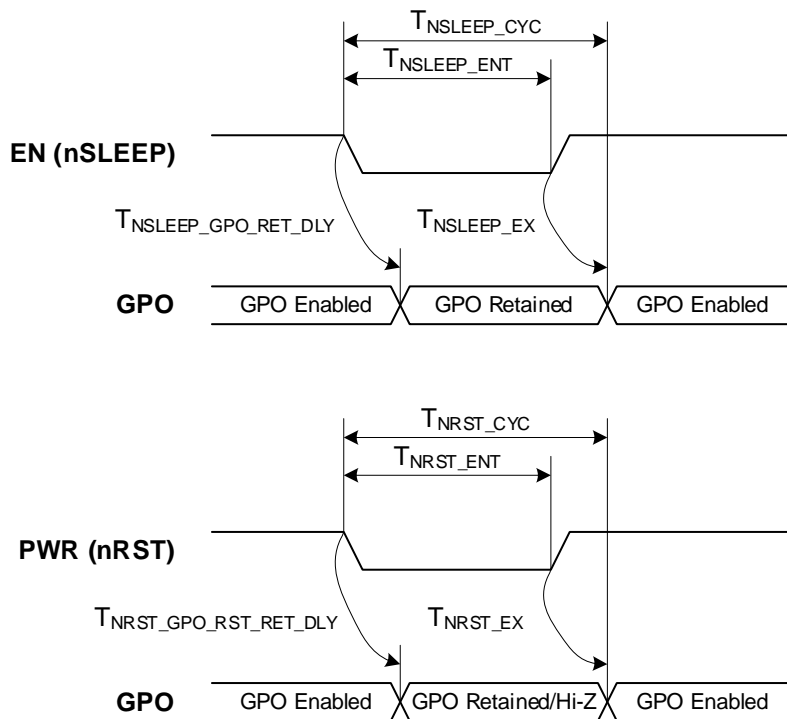 TNSLEEP_CYC
TNSLEEP_ENT
EN (nSLEEP)
TNSLEEP_GPO_RET_DLY TNSLEEP_EX
GPO GPO Enabled GPO Retained GPO Enabled
TNRST_CYC
TNRST_ENT
PWR (nRST)
TNRST_GPO_RST_RET_DLY TNRST_EX
GPO GPO Enabled GPO Retained/Hi-Z GPO Enabled